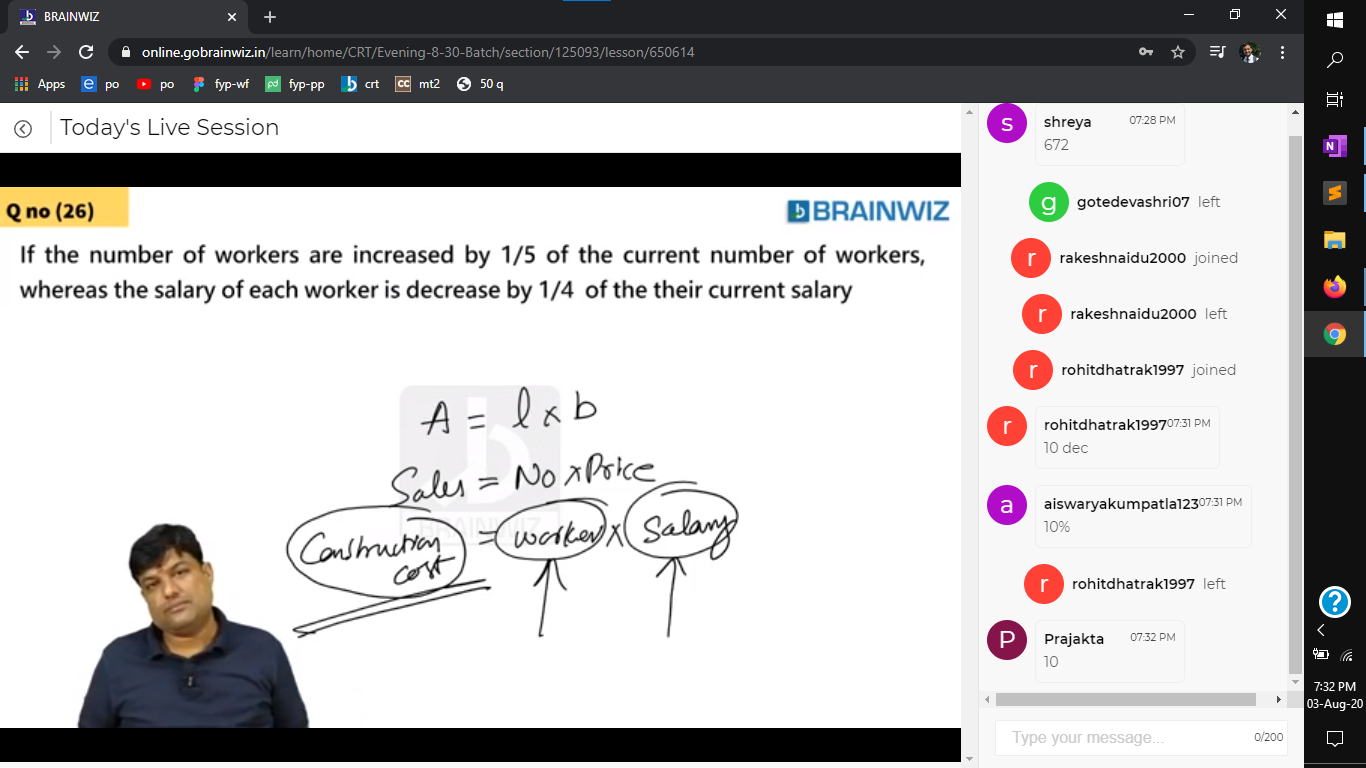 BRAINWIZ
online.gobrainwiz.in/learn/home/CRT/Evening-8-30-Batch/section/125093/lesson/650614
Apps
po
po
fyp-wf
fyp-pp
crt
mt2
50 q
Today's Live Session
Q no (26)
BRAINWIZ
If the number of workers are increased by 1/5 of the current number of workers,
whereas the salary of each worker is decrease by 1/4 of the their current salary
A = l x b
Sales = No x Price
BRAINWIZ
Construction
cost
= worker x Salary
s
shreya 07:28 PM
672
g
gotedevashri07 left
r
rakeshnaidu2000 joined
r
rakeshnaidu2000 left
r
rohitdhatrak1997 joined
r
rohitdhatrak1997 07:31 PM
10 dec
a
aiswaryakumpatla123 07:31 PM
10%
r
rohitdhatrak1997 left
P
Prajakta 07:32 PM
10
Type your message... 0/200
7:32 PM
03-Aug-20